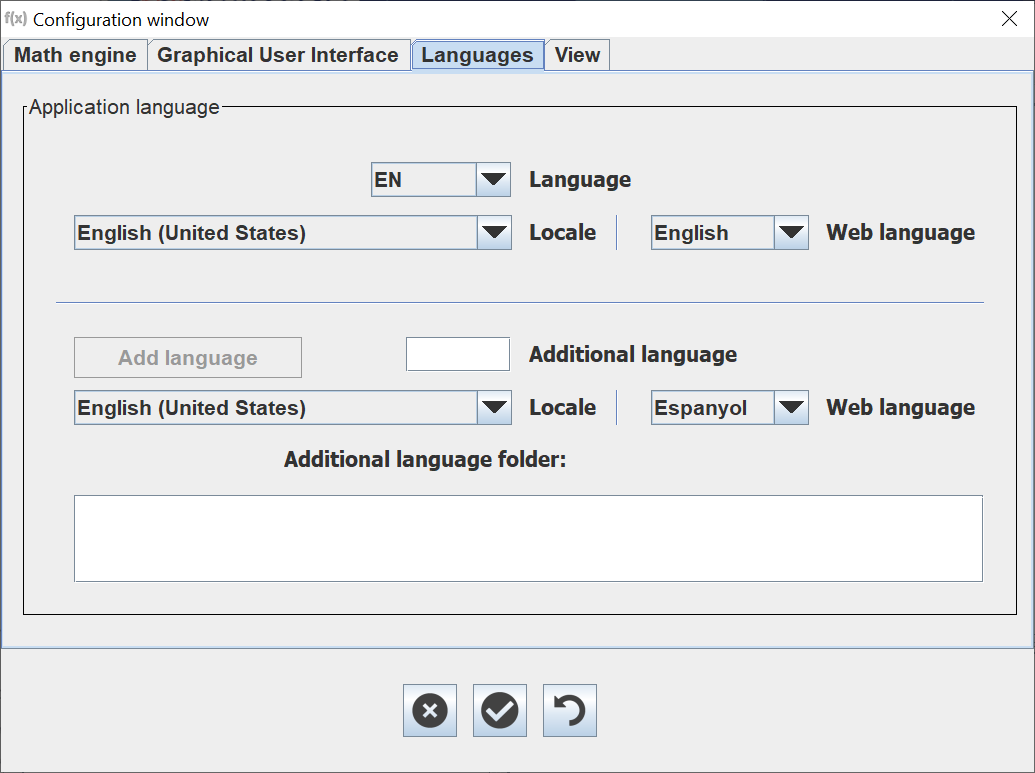 f(x) Configuration window
Math engine Graphical User Interface Languages View
Application language
EN Language
English (United States) Locale English Web language
Add language Additional language
English (United States) Locale Espanyol Web language
Additional language folder: